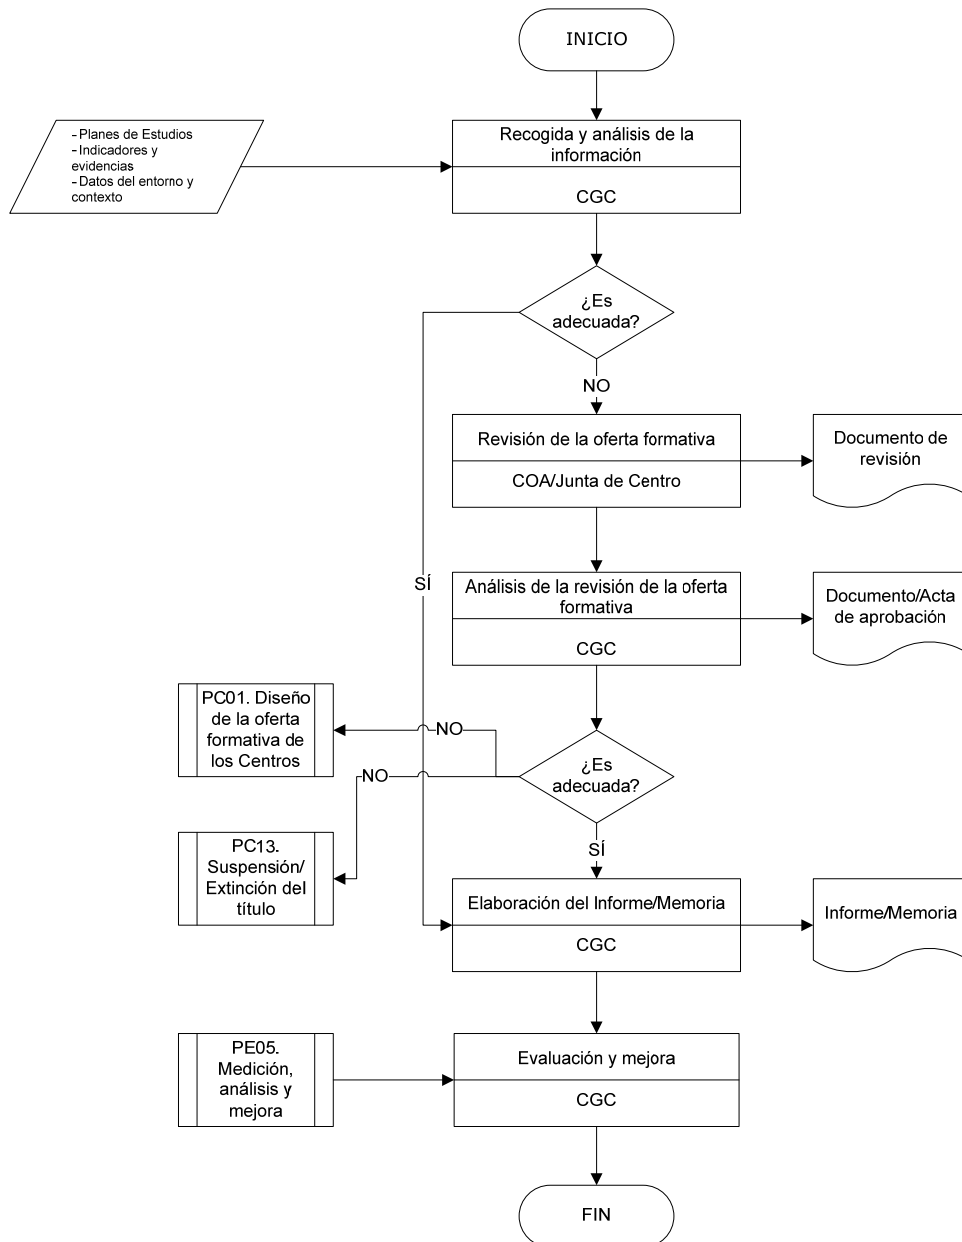 INICIO
- Planes de Estudios
- Indicadores y
evidencias
- Datos del entorno y
contexto
Recogida y análisis de la
información
CGC
¿Es
adecuada?
NO
Revisión de la oferta formativa
COA/Junta de Centro
Documento de
revisión
SÍ
Análisis de la revisión de la oferta
formativa
CGC
Documento/Acta
de aprobación
PC01. Diseño
de la oferta
formativa de
los Centros
NO
NO
¿Es
adecuada?
SÍ
PC13.
Suspensión/
Extinción del
título
Elaboración del Informe/Memoria
CGC
Informe/Memoria
PE05.
Medición,
análisis y
mejora
Evaluación y mejora
CGC
FIN